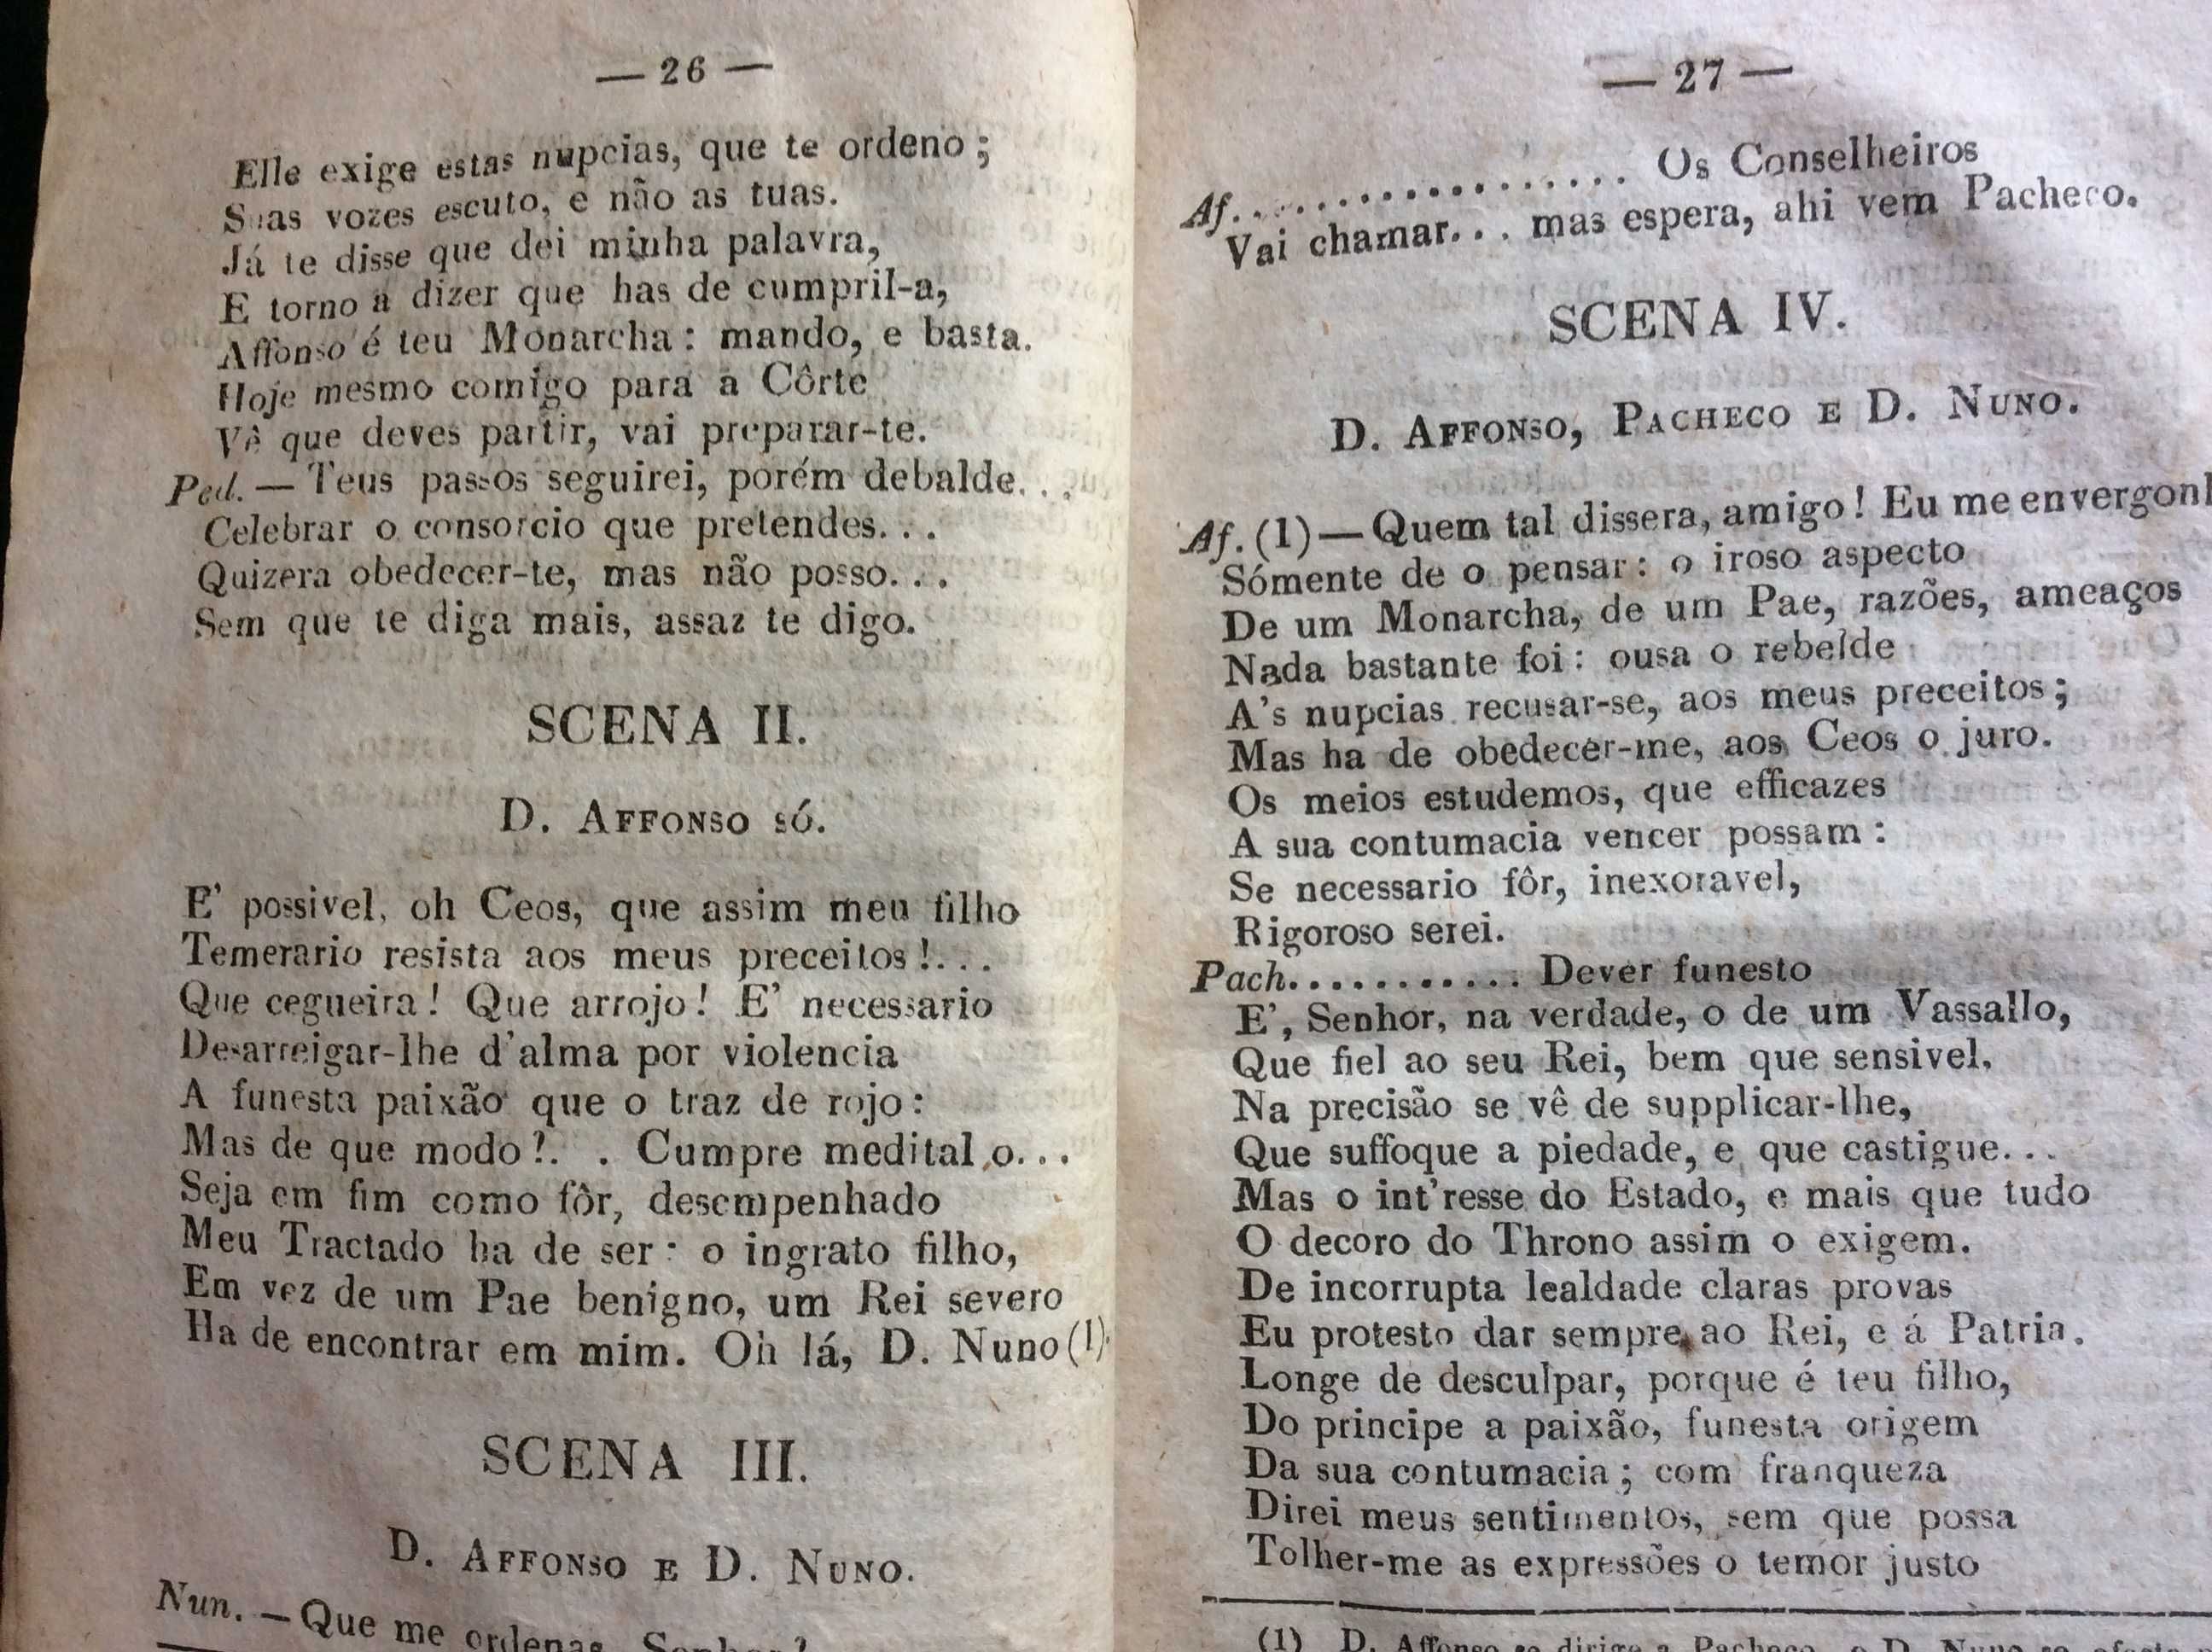 — 26 —
Elle exige estas nupcias, que te ordeno ;
Suas vozes escuto, e não as tuas.
Já te disse que dei minha palavra,
E torno a dizer que has de cumpril-a,
Affonso é teu Monarcha : mando, e basta.
Hoje mesmo comigo para a Côrte
Vê que deves partir, vai preparar-te.
Ped. — Teus passos seguirei, porém debalde. . .
Celebrar o consorcio que pretendes. . .
Quizera obedecer-te, mas não posso. . .
Sem que te diga mais, assaz te digo.
SCENA II.
D. AFFONSO SÓ.
E' possivel, oh Ceos, que assim meu filho
Temerario resista aos meus preceitos !. . .
Que cegueira ! Que arrojo ! E' necessario
Desarreigar-lhe d'alma por violencia
A funesta paixão que o traz de rojo :
Mas de que modo ?. . Cumpre medital o. . .
Seja em fim como fôr, desempenhado
Meu Tractado ha de ser : o ingrato filho,
Em vez de um Pae benigno, um Rei severo
Ha de encontrar em mim. Oh lá, D. Nuno (1).
SCENA III.
D. AFFONSO E D. NUNO.
Nun. — Que me ordenas, Senhor ?
— 27 —
Af. . . . . . . . . . . . . . . . . . . Os Conselheiros
Vai chamar. . . mas espera, ahi vem Pacheco.
SCENA IV.
D. AFFONSO, PACHECO E D. NUNO.
Af. (1) — Quem tal dissera, amigo ! Eu me envergonh
Sómente de o pensar : o iroso aspecto
De um Monarcha, de um Pae, razões, ameaços
Nada bastante foi : ousa o rebelde
A's nupcias recusar-se, aos meus preceitos ;
Mas ha de obedecer-me, aos Ceos o juro.
Os meios estudemos, que efficazes
A sua contumacia vencer possam :
Se necessario fôr, inexoravel,
Rigoroso serei.
Pach. . . . . . . . . . . . Dever funesto
E', Senhor, na verdade, o de um Vassallo,
Que fiel ao seu Rei, bem que sensivel,
Na precisão se vê de supplicar-lhe,
Que suffoque a piedade, e que castigue. . .
Mas o int'resse do Estado, e mais que tudo
O decoro do Throno assim o exigem.
De incorrupta lealdade claras provas
Eu protesto dar sempre ao Rei, e á Patria.
Longe de desculpar, porque é teu filho,
Do principe a paixão, funesta origem
Da sua contumacia ; com franqueza
Direi meus sentimentos, sem que possa
Tolher-me as expressões o temor justo
(1) D. Affonso se dirige a Pacheco, e D. Nuno se afasta